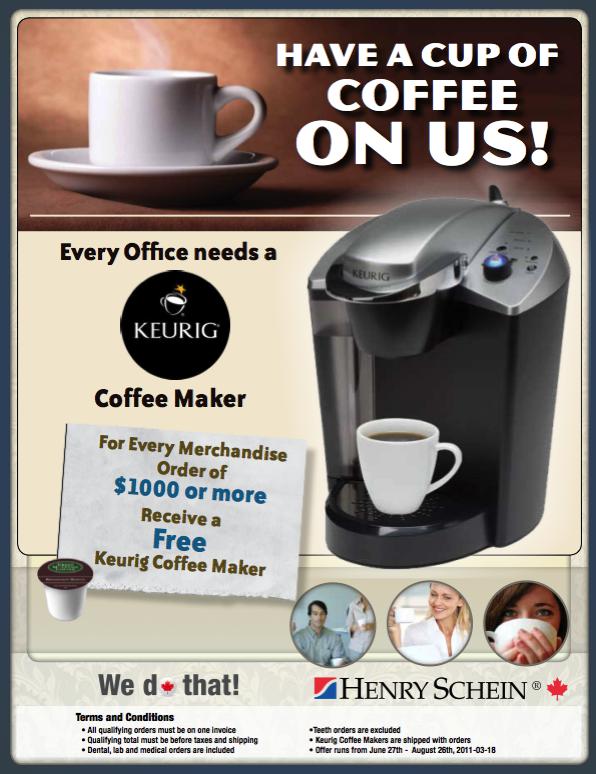 HAVE A CUP OF
COFFEE
ON US!
Every Office needs a
KEURIG®
Coffee Maker
KEURIG
For Every Merchandise
Order of
$1000 or more
Receive a
Free
Keurig Coffee Maker
We do that!
HENRY SCHEIN®
Terms and Conditions
• All qualifying orders must be on one invoice
• Qualifying total must be before taxes and shipping
• Dental, lab and medical orders are included
•Teeth orders are excluded
• Keurig Coffee Makers are shipped with orders
• Offer runs from June 27th - August 26th, 2011-03-18